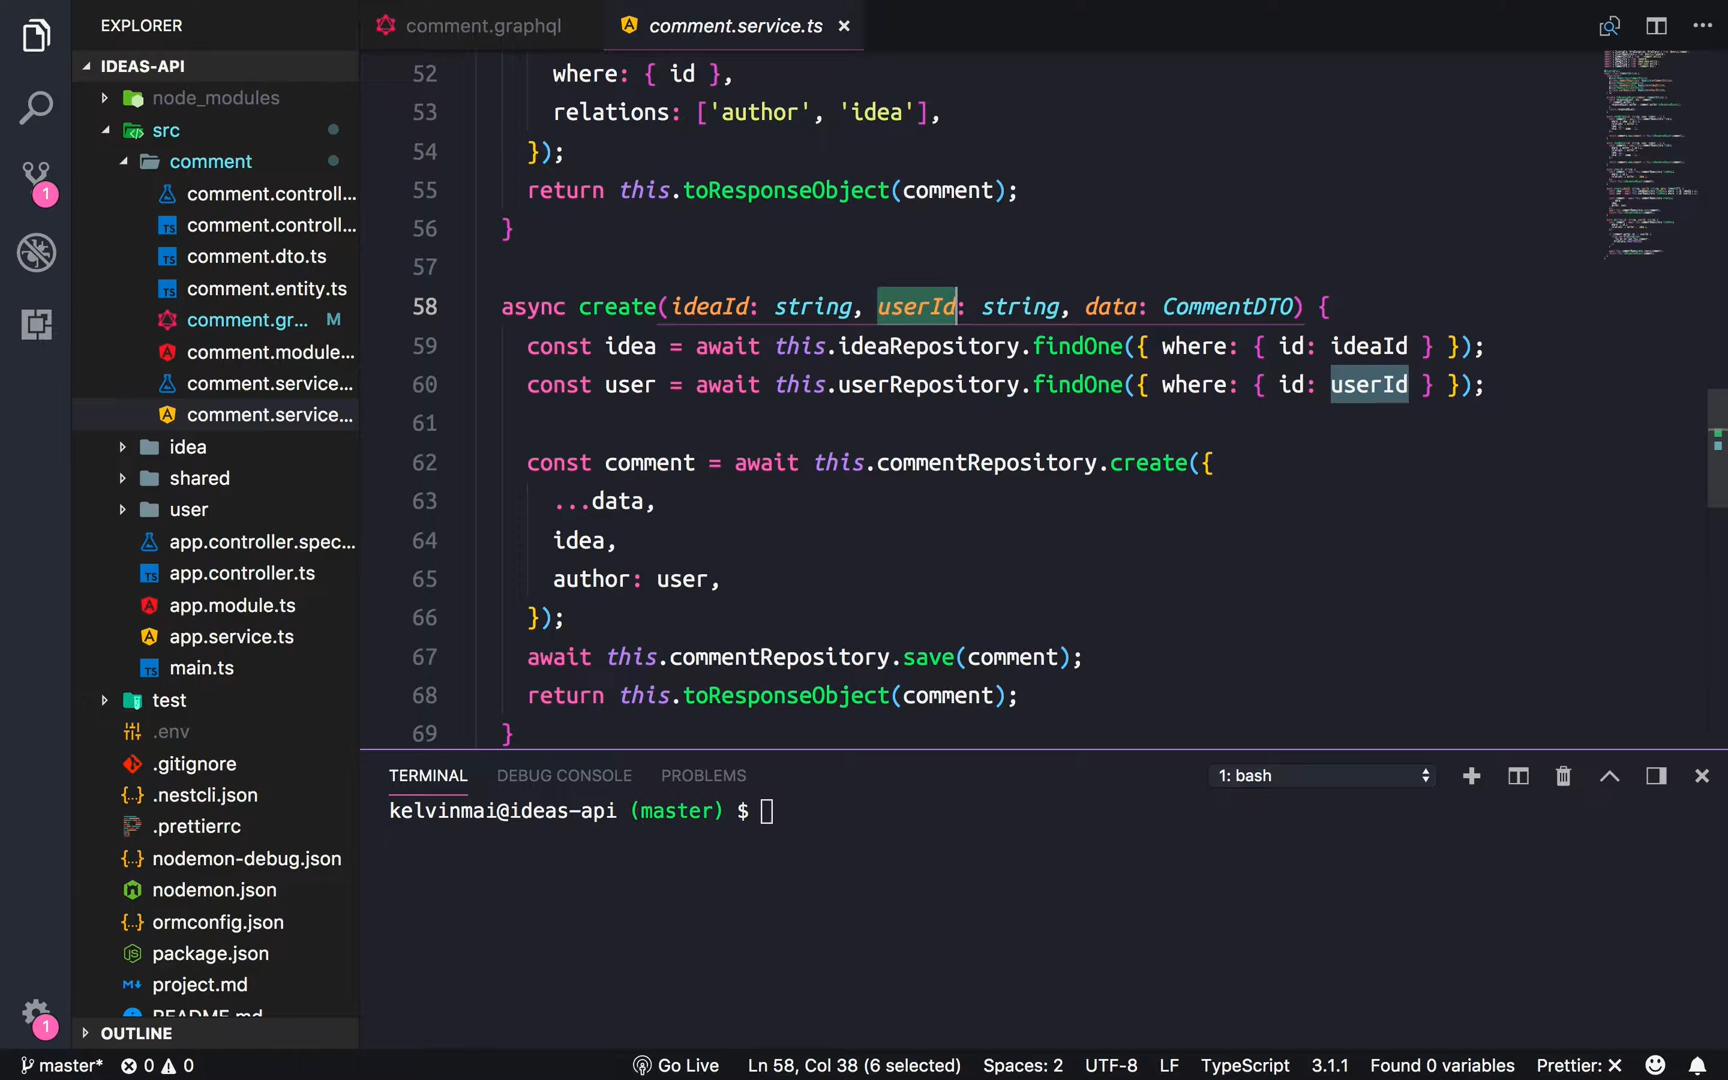 EXPLORER
comment.graphql
comment.service.ts
IDEAS-API
node_modules
src
comment
comment.controll...
comment.controll...
comment.dto.ts
comment.entity.ts
comment.gr... M
comment.module...
comment.service...
comment.service...
idea
shared
user
app.controller.spec...
app.controller.ts
app.module.ts
app.service.ts
main.ts
test
.env
.gitignore
.nestcli.json
.prettierrc
nodemon-debug.json
nodemon.json
ormconfig.json
package.json
project.md
README.md
OUTLINE
1
1
52 where: { id },
53 relations: ['author', 'idea'],
54 });
55 return this.toResponseObject(comment);
56 }
57
58 async create(ideaId: string, userId: string, data: CommentDTO) {
59 const idea = await this.ideaRepository.findOne({ where: { id: ideaId } });
60 const user = await this.userRepository.findOne({ where: { id: userId } });
61
62 const comment = await this.commentRepository.create({
63 ...data,
64 idea,
65 author: user,
66 });
67 await this.commentRepository.save(comment);
68 return this.toResponseObject(comment);
69 }
TERMINAL DEBUG CONSOLE PROBLEMS 1: bash
kelvinmai@ideas-api (master) $
master* 0 0 Go Live Ln 58, Col 38 (6 selected) Spaces: 2 UTF-8 LF TypeScript 3.1.1 Found 0 variables Prettier: ✕